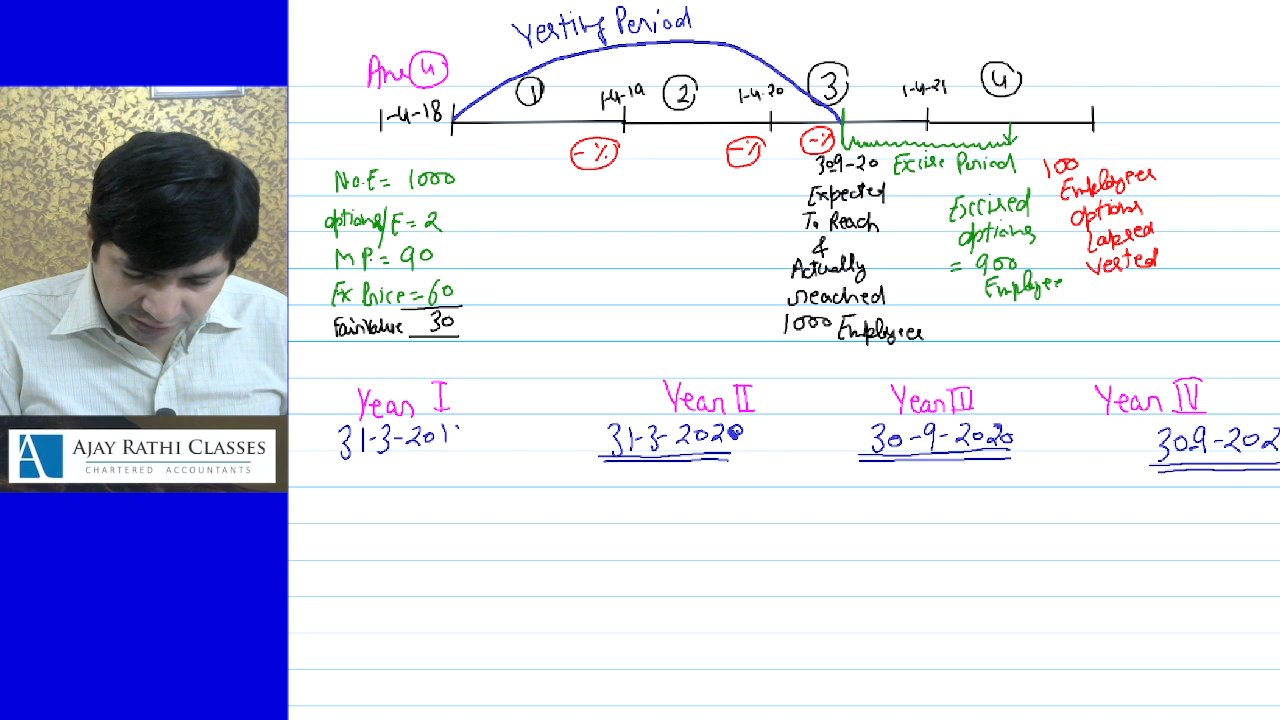 Vesting Period
Ans 4
1-4-18
1
1-4-19
2
1-4-20
3
1-4-21
4
-%
-%
-%
No.E = 1000
options/E = 2
M P. = 90
Ex Price = 60
Fair Value 30
30.9-20
Expected
To Reach
&
Actually
reached
1000 Employees
Excise Period
Excised
options
= 900
Employee
100
Employees
options
Lapsed
Vested
Year I
31-3-201
Year II
31-3-2020
Year III
30-9-2020
Year IV
30.9-202
AJAY RATHI CLASSES
CHARTERED ACCOUNTANTS